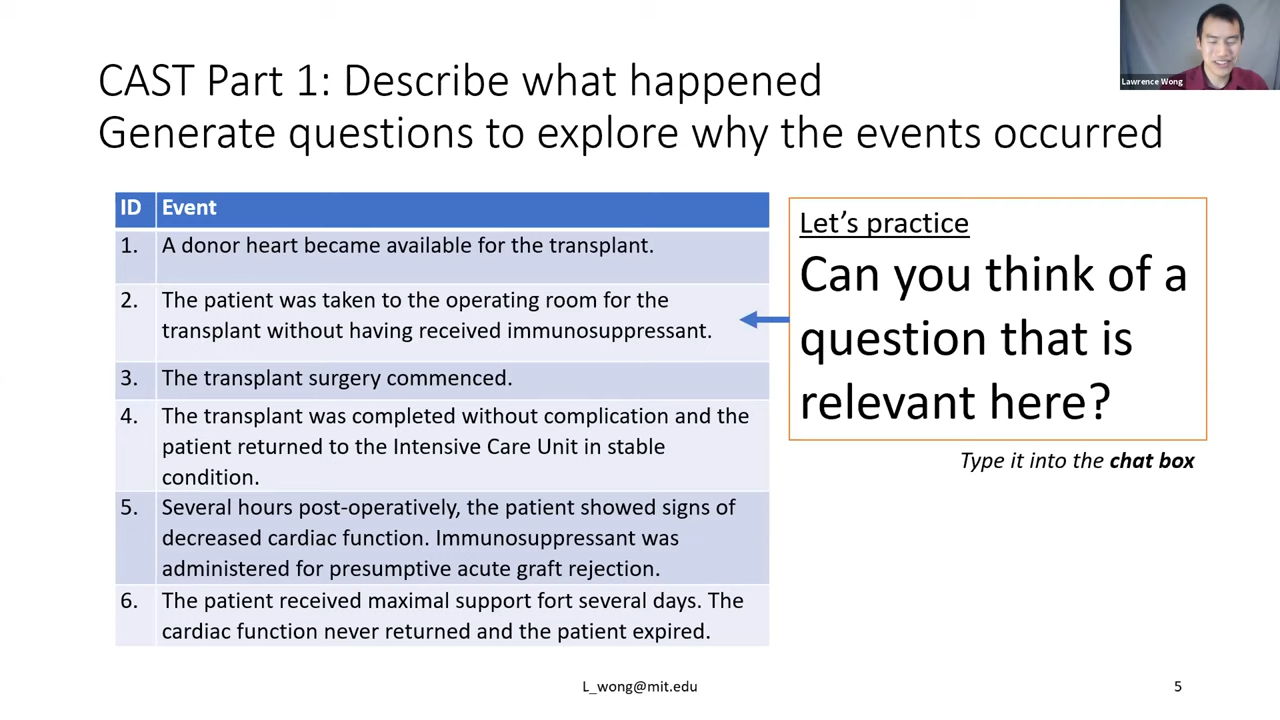 Lawrence Wong
CAST Part 1: Describe what happened
Generate questions to explore why the events occurred
ID Event
1. A donor heart became available for the transplant.
2. The patient was taken to the operating room for the
transplant without having received immunosuppressant.
3. The transplant surgery commenced.
4. The transplant was completed without complication and the
patient returned to the Intensive Care Unit in stable
condition.
5. Several hours post-operatively, the patient showed signs of
decreased cardiac function. Immunosuppressant was
administered for presumptive acute graft rejection.
6. The patient received maximal support fort several days. The
cardiac function never returned and the patient expired.
Let’s practice
Can you think of a
question that is
relevant here?
Type it into the chat box
L_wong@mit.edu
5